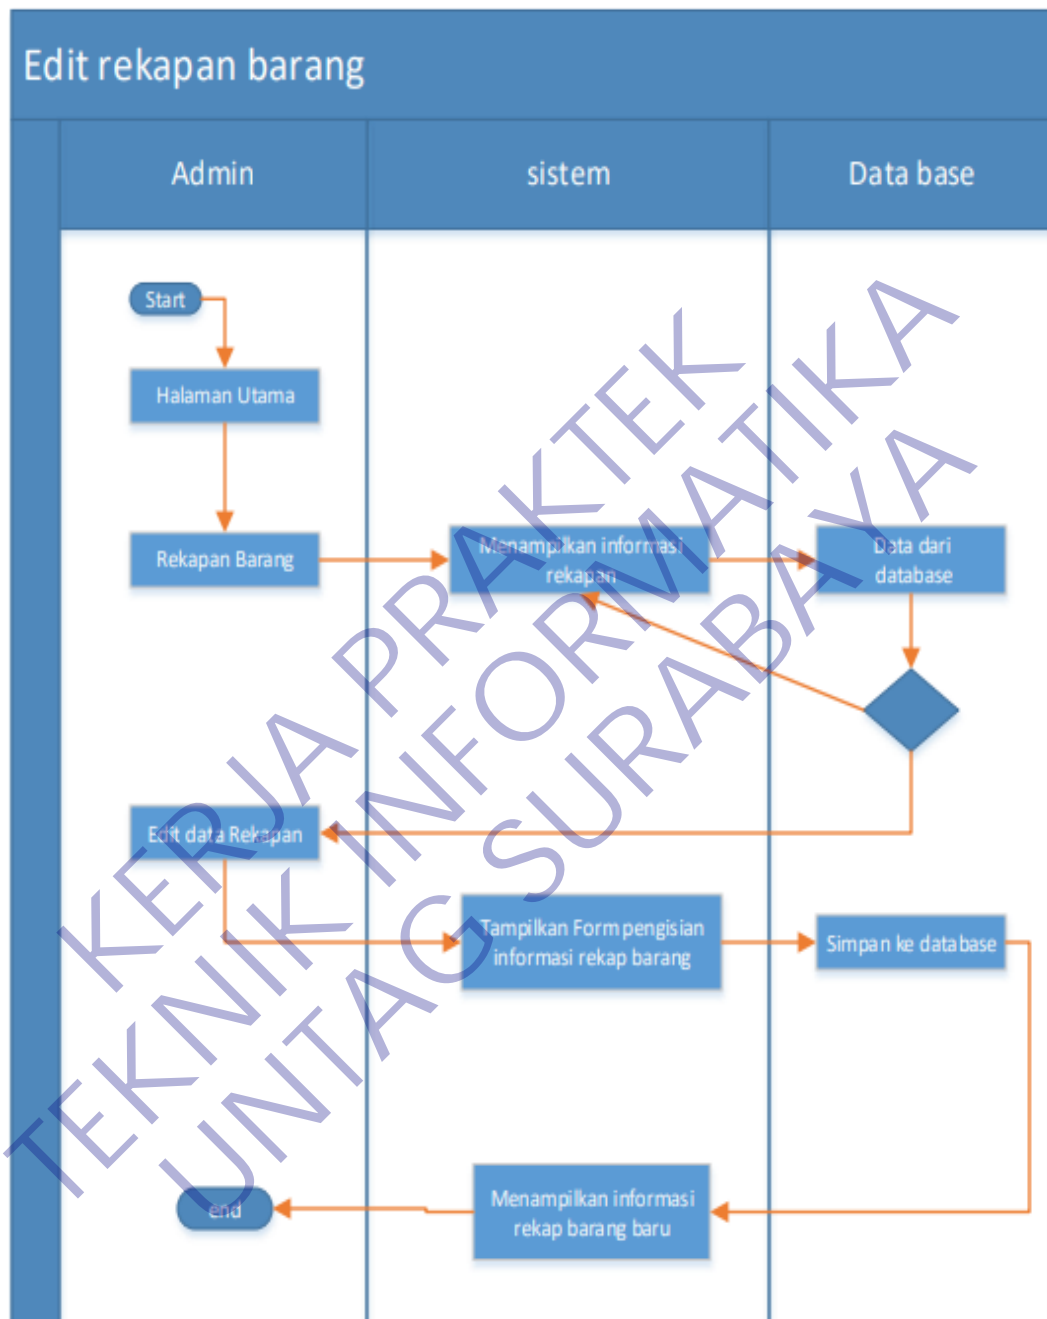 Edit rekapan barang
Admin
sistem
Data base
Start
Halaman Utama
Rekapan Barang
Menampilkan informasi
rekapan
Data dari
database
Edit data Rekapan
Tampilkan Form pengisian
informasi rekap barang
Simpan ke database
Menampilkan informasi
rekap barang baru
end
KERJA PRAKTEK
TEKNIK INFORMATIKA
UNTAG SURABAYA